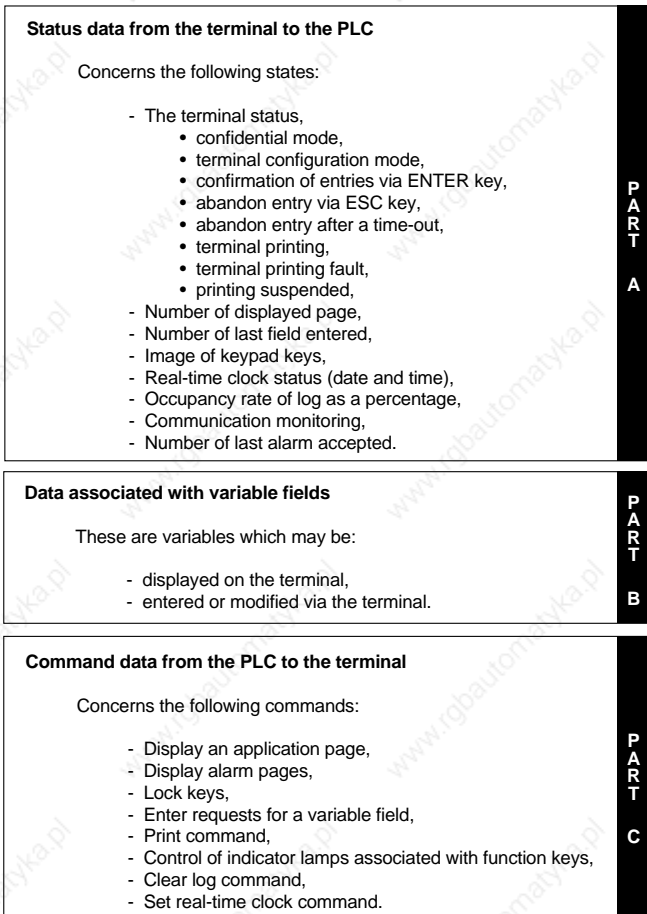 Status data from the terminal to the PLC
Concerns the following states:
- The terminal status,
• confidential mode,
• terminal configuration mode,
• confirmation of entries via ENTER key,
• abandon entry via ESC key,
• abandon entry after a time-out,
• terminal printing,
• terminal printing fault,
• printing suspended,
- Number of displayed page,
- Number of last field entered,
- Image of keypad keys,
- Real-time clock status (date and time),
- Occupancy rate of log as a percentage,
- Communication monitoring,
- Number of last alarm accepted.
PART A
Data associated with variable fields
These are variables which may be:
- displayed on the terminal,
- entered or modified via the terminal.
PART B
Command data from the PLC to the terminal
Concerns the following commands:
- Display an application page,
- Display alarm pages,
- Lock keys,
- Enter requests for a variable field,
- Print command,
- Control of indicator lamps associated with function keys,
- Clear log command,
- Set real-time clock command.
PART C
www.rgbautomatyka.pl